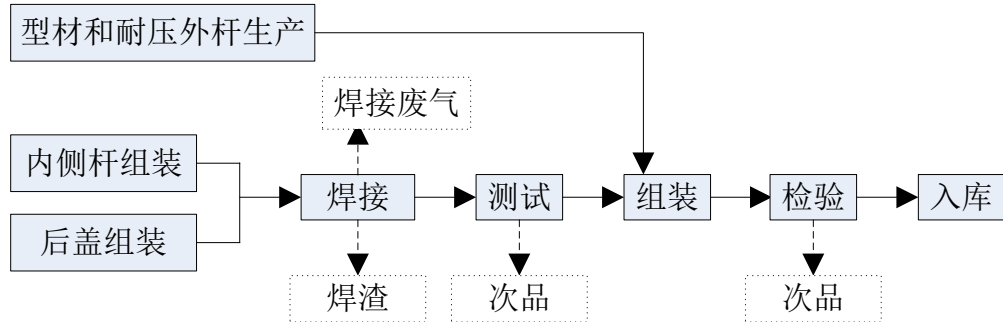 型材和耐压外杆生产
焊接废气
内侧杆组装
焊接
测试
组装
检验
入库
后盖组装
焊渣
次品
次品